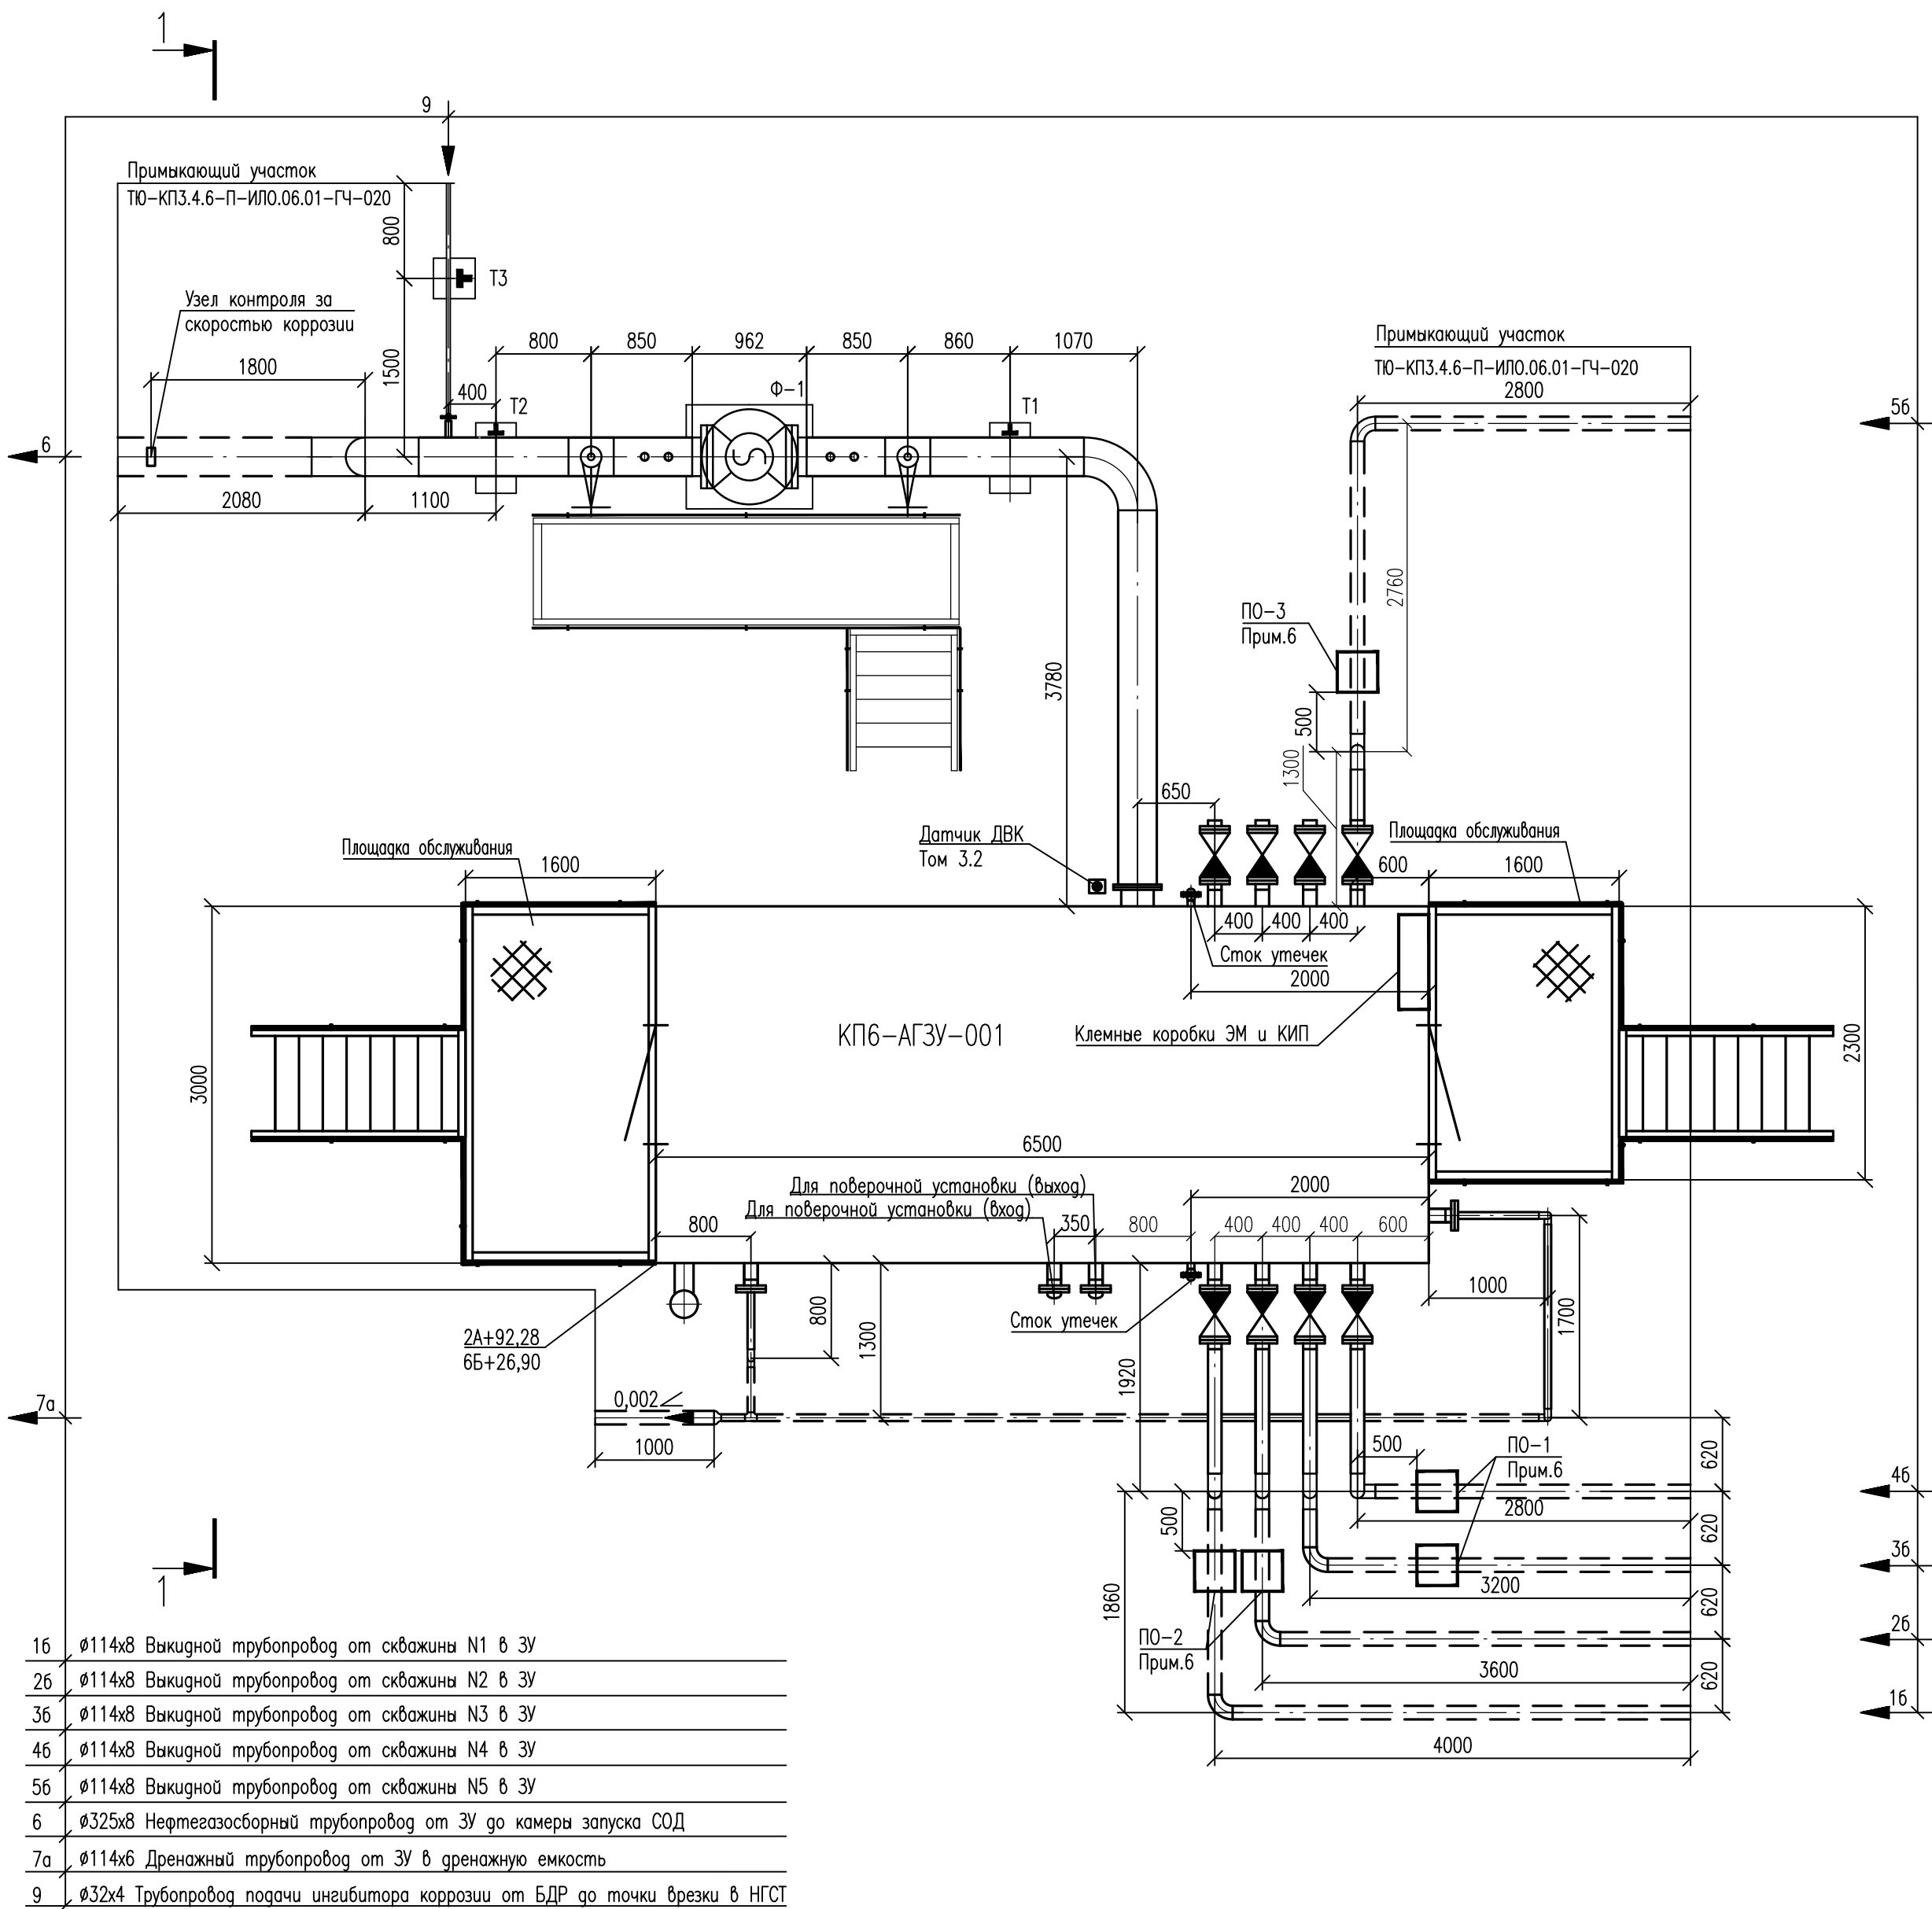 1
9
Примыкающий участок
ТЮ-КП3.4.6-П-ИЛО.06.01-ГЧ-020
800
Т3
Узел контроля за
скоростью коррозии
1500
1800
400
Т2
800
850
962
850
860
1070
Ф-1
Т1
Примыкающий участок
ТЮ-КП3.4.6-П-ИЛО.06.01-ГЧ-020
2800
5б
6
2080
1100
2760
ПО-3
Прим.6
3780
500
1300
650
Датчик ДВК
Том 3.2
Площадка обслуживания
1600
Площадка обслуживания
600
1600
400
400
400
Сток утечек
2000
3000
КП6-АГЗУ-001
Клемные коробки ЭМ и КИП
2300
6500
Для поверочной установки (выход)
Для поверочной установки (вход)
2000
800
350
800
400
400
400
600
1000
1700
800
1300
Сток утечек
2А+92,28
6Б+26,90
1920
7а
0,002
1000
500
ПО-1
Прим.6
620
4б
2800
500
620
3б
3200
1860
620
2б
ПО-2
Прим.6
3600
620
1б
4000
1
1б ø114х8 Выкидной трубопровод от скважины N1 в ЗУ
2б ø114х8 Выкидной трубопровод от скважины N2 в ЗУ
3б ø114х8 Выкидной трубопровод от скважины N3 в ЗУ
4б ø114х8 Выкидной трубопровод от скважины N4 в ЗУ
5б ø114х8 Выкидной трубопровод от скважины N5 в ЗУ
6 ø325х8 Нефтегазосборный трубопровод от ЗУ до камеры запуска СОД
7а ø114х6 Дренажный трубопровод от ЗУ в дренажную емкость
9 ø32х4 Трубопровод подачи ингибитора коррозии от БДР до точки врезки в НГСТ